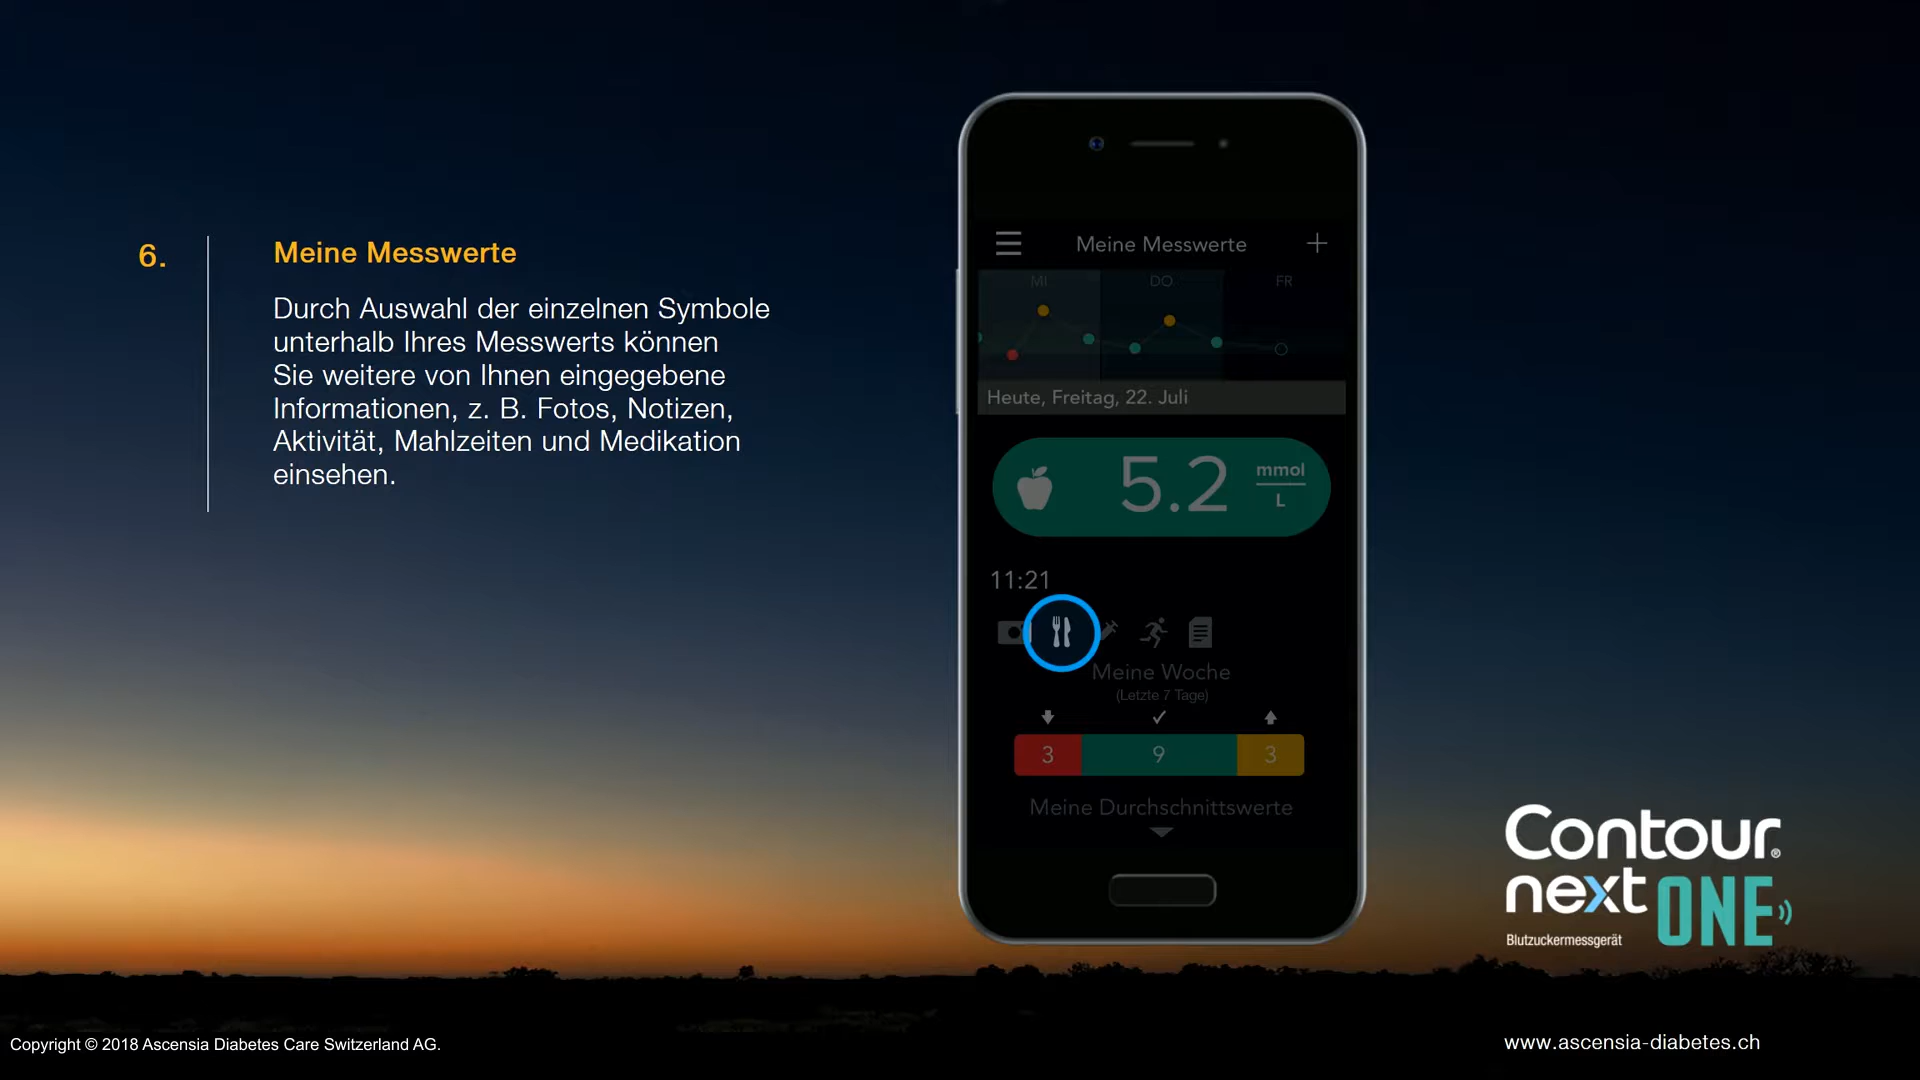 6.
Meine Messwerte
Durch Auswahl der einzelnen Symbole
unterhalb Ihres Messwerts können
Sie weitere von Ihnen eingegebene
Informationen, z. B. Fotos, Notizen,
Aktivität, Mahlzeiten und Medikation
einsehen.
Meine Messwerte
MI
DO
FR
Heute, Freitag, 22. Juli
5.2 mmol
L
11:21
Meine Woche
(Letzte 7 Tage)
3 9 3
Meine Durchschnittswerte
Contour®
next ONE
Blutzuckermessgerät
Copyright © 2018 Ascensia Diabetes Care Switzerland AG.
www.ascensia-diabetes.ch